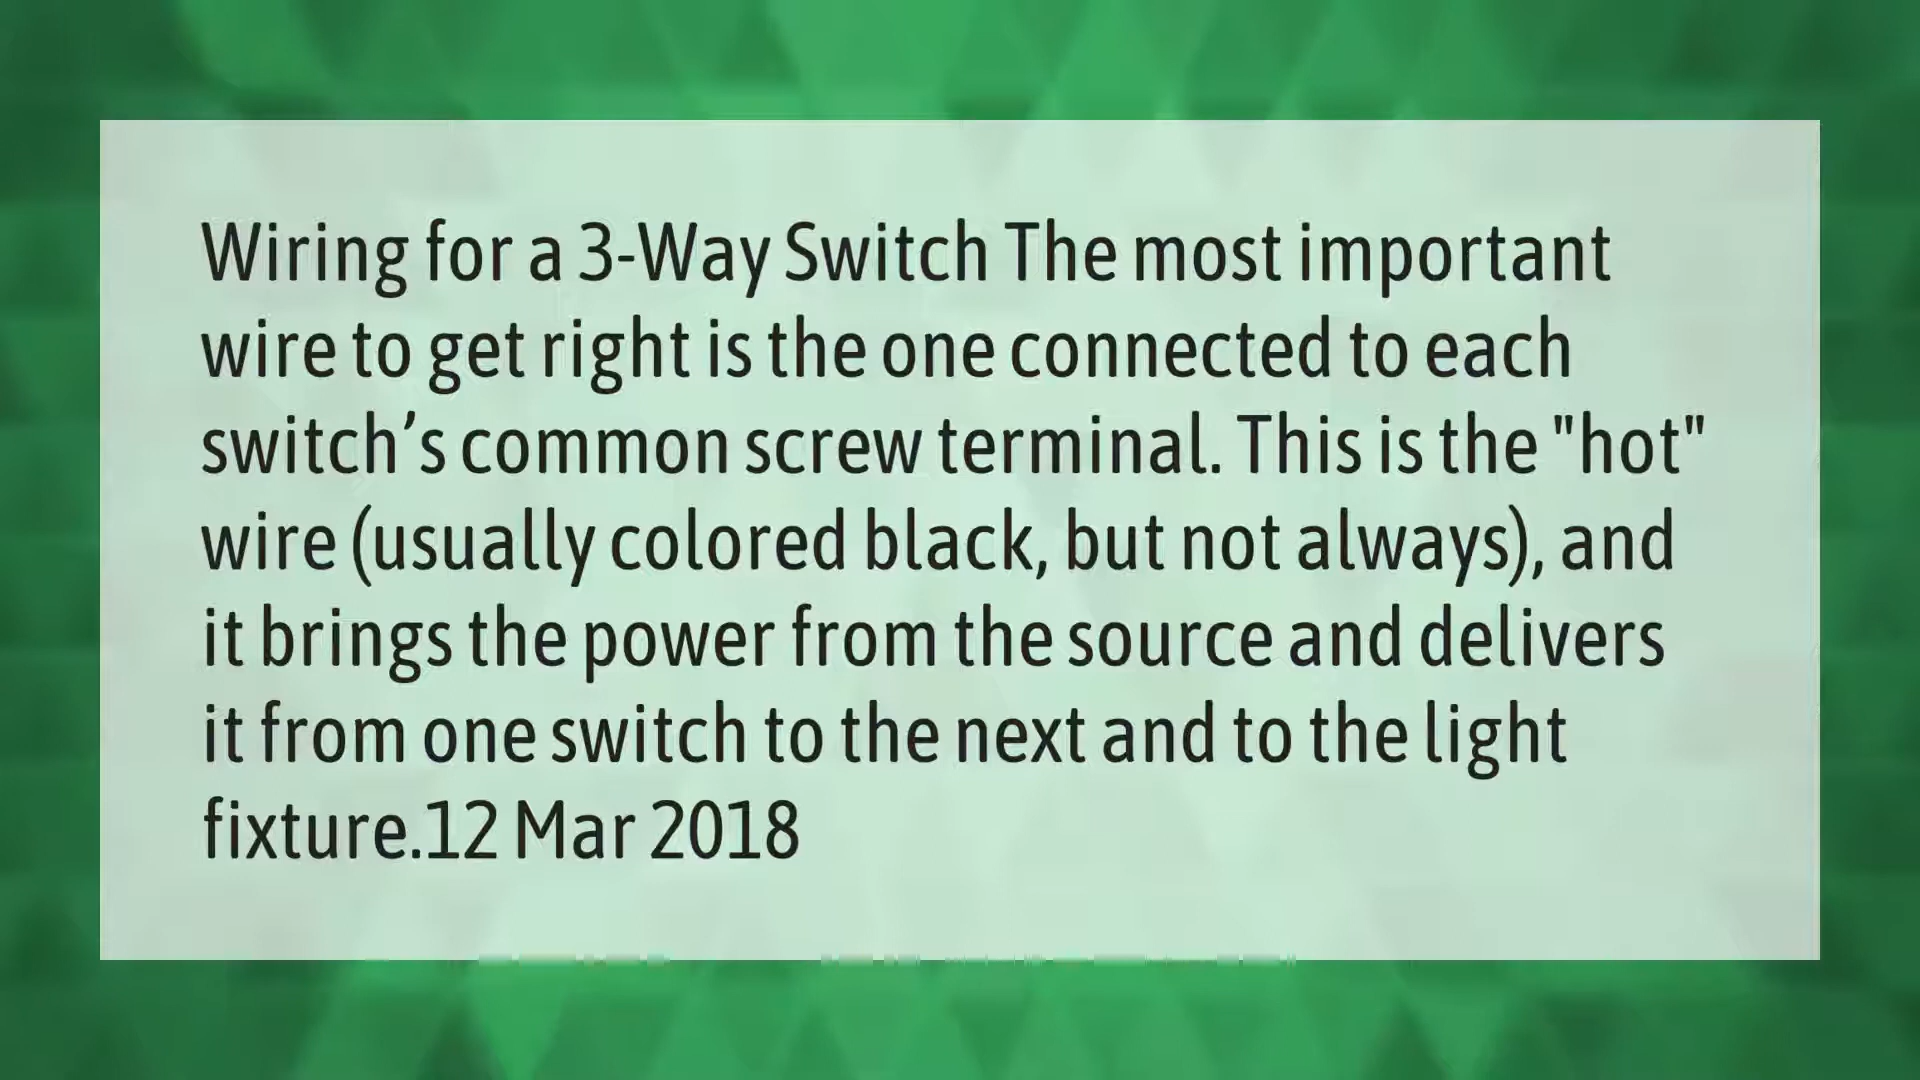 Wiring for a 3-Way Switch The most important
wire to get right is the one connected to each
switch’s common screw terminal. This is the "hot"
wire (usually colored black, but not always), and
it brings the power from the source and delivers
it from one switch to the next and to the light
fixture.12 Mar 2018